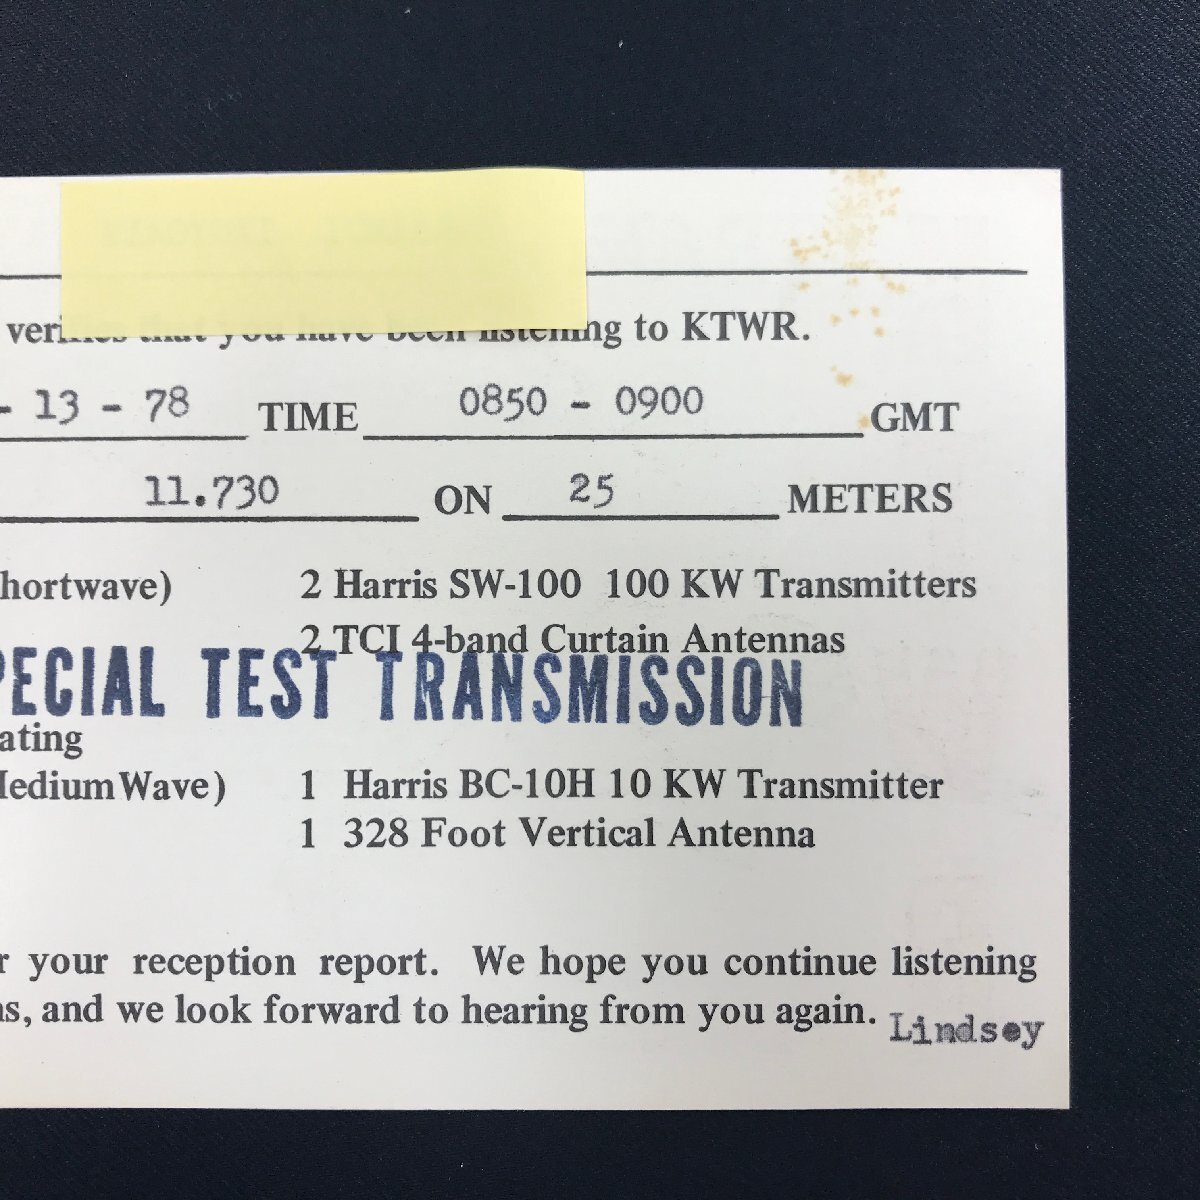 verifies that you have been listening to KTWR.
- 13 - 78 TIME 0850 - 0900 GMT
11.730 ON 25 METERS
hortwave) 2 Harris SW-100 100 KW Transmitters
2 TCI 4-band Curtain Antennas
PECIAL TEST TRANSMISSION
ating
Medium Wave) 1 Harris BC-10H 10 KW Transmitter
1 328 Foot Vertical Antenna
r your reception report. We hope you continue listening
ns, and we look forward to hearing from you again.
Lindsey